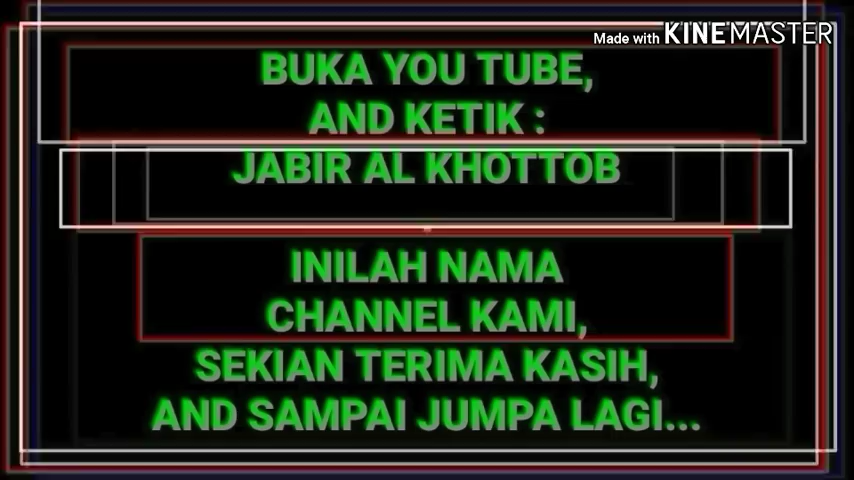 Made with KINEMASTER
BUKA YOU TUBE,
AND KETIK :
JABIR AL KHOTTOB
INILAH NAMA
CHANNEL KAMI,
SEKIAN TERIMA KASIH,
AND SAMPAI JUMPA LAGI...